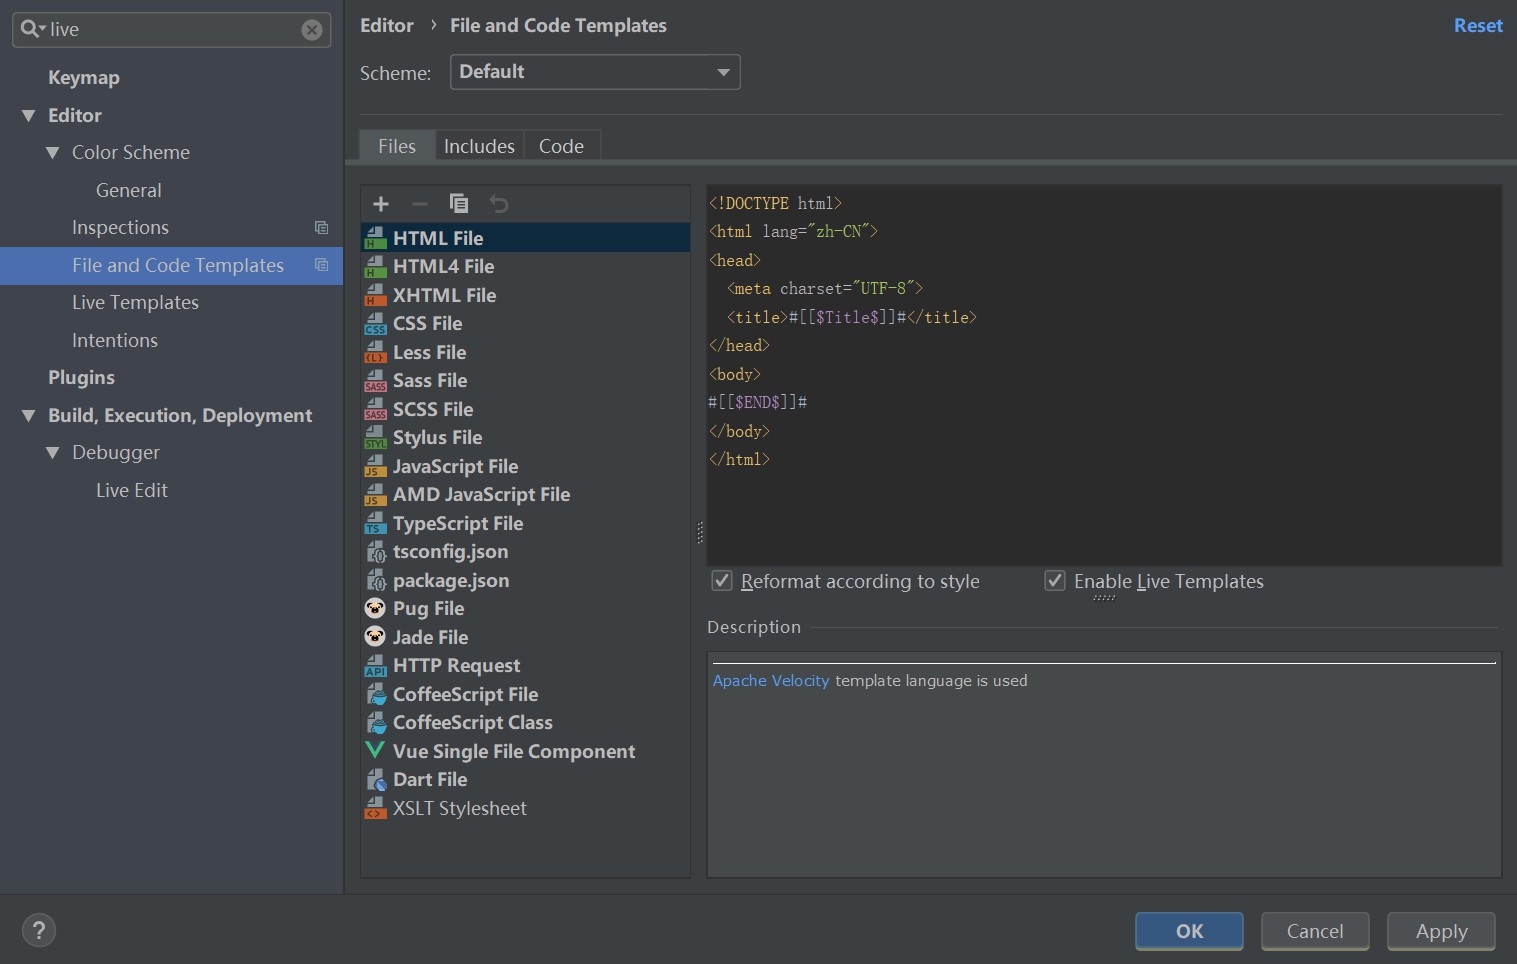 live
Keymap
Editor
Color Scheme
General
Inspections
File and Code Templates
Live Templates
Intentions
Plugins
Build, Execution, Deployment
Debugger
Live Edit
Editor › File and Code Templates
Reset
Scheme: Default
Files Includes Code
HTML File
HTML4 File
XHTML File
CSS File
Less File
Sass File
SCSS File
Stylus File
JavaScript File
AMD JavaScript File
TypeScript File
tsconfig.json
package.json
Pug File
Jade File
HTTP Request
CoffeeScript File
CoffeeScript Class
Vue Single File Component
Dart File
XSLT Stylesheet
<!DOCTYPE html>
<html lang="zh-CN">
<head>
  <meta charset="UTF-8">
  <title>#[[$Title$]]#</title>
</head>
<body>
#[[$END$]]#
</body>
</html>
Reformat according to style Enable Live Templates
Description
Apache Velocity template language is used
? OK Cancel Apply